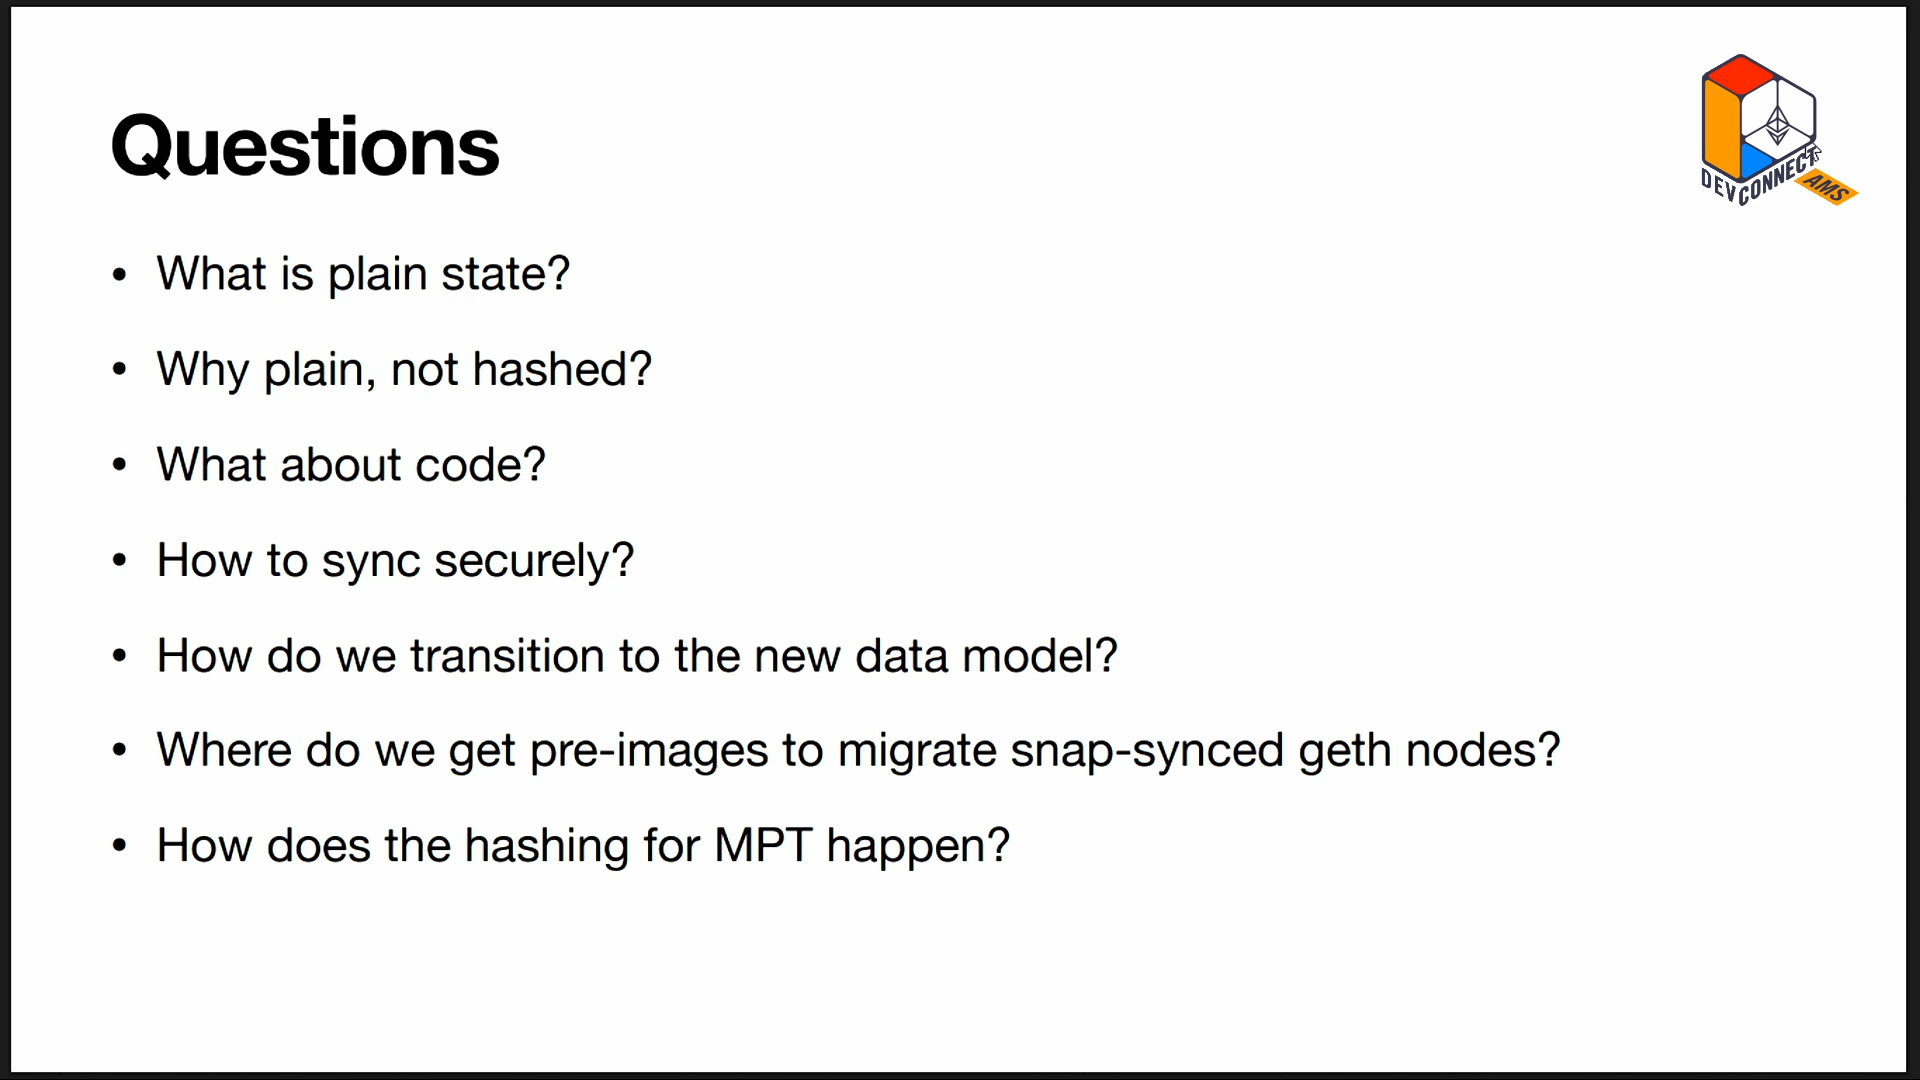 Questions
DEVCONNECT
AMS
• What is plain state?
• Why plain, not hashed?
• What about code?
• How to sync securely?
• How do we transition to the new data model?
• Where do we get pre-images to migrate snap-synced geth nodes?
• How does the hashing for MPT happen?